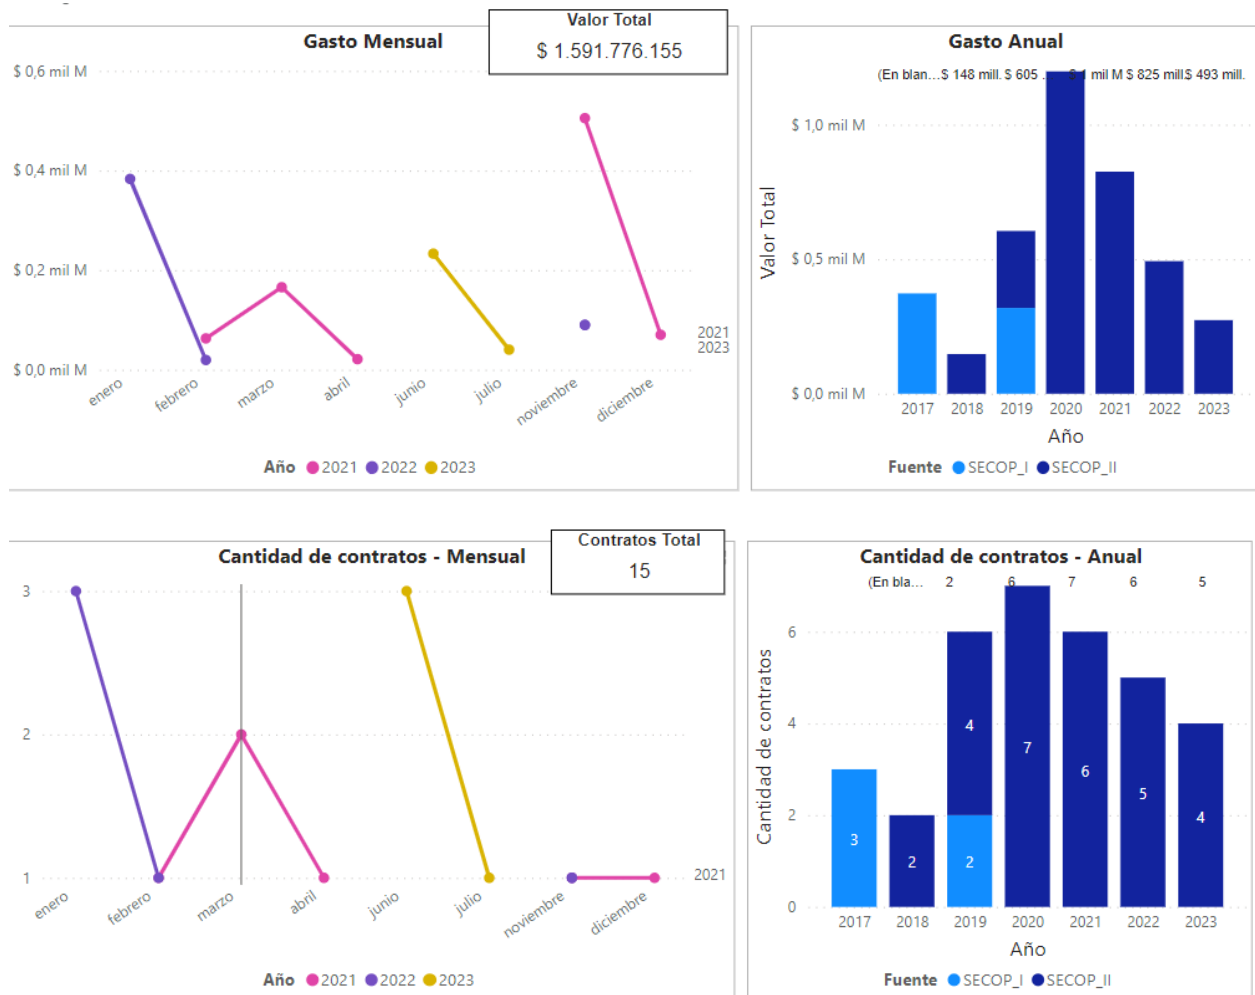 Gasto Mensual
Valor Total
$ 1.591.776.155
$ 0,6 mil M
$ 0,4 mil M
$ 0,2 mil M
$ 0,0 mil M
2021
2023
enero
febrero
marzo
abril
junio
julio
noviembre
diciembre
Año 2021 2022 2023
Gasto Anual
(En blan... $ 148 mill. $ 605 ... 1 mil M $ 825 mill. $ 493 mill.
$ 1,0 mil M
$ 0,5 mil M
$ 0,0 mil M
Valor Total
2017 2018 2019 2020 2021 2022 2023
Año
Fuente SECOP_I SECOP_II
Cantidad de contratos - Mensual
Contratos Total
15
3
2
1
2021
enero
febrero
marzo
abril
junio
julio
noviembre
diciembre
Año 2021 2022 2023
Cantidad de contratos - Anual
(En bla... 2 6 7 6 5
6
4
2
0
Cantidad de contratos
3 2 2 4 7 6 5 4
2017 2018 2019 2020 2021 2022 2023
Año
Fuente SECOP_I SECOP_II